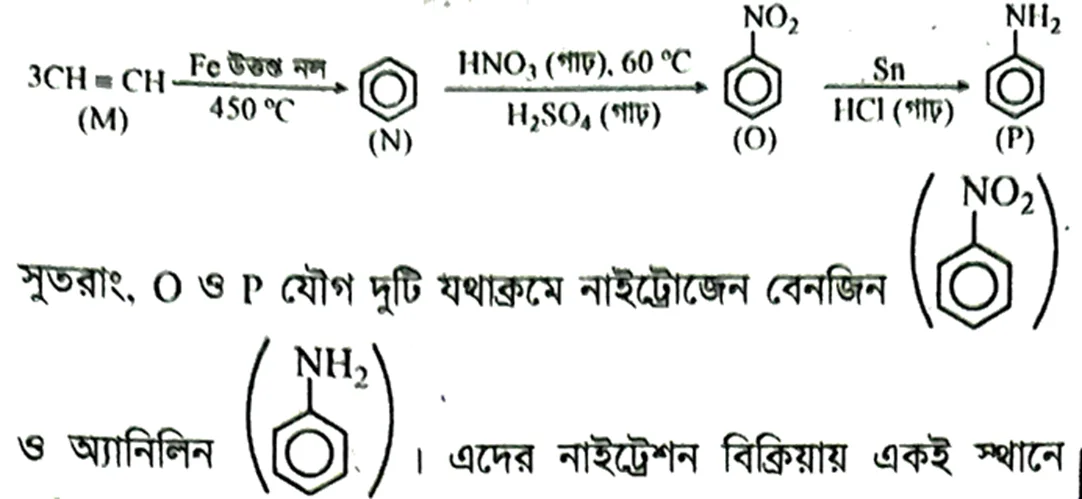 NO₂ NH₂
3CH ≡ CH Fe উত্তপ্ত নল HNO₃ (গাঢ়), 60 °C Sn
450 °C H₂SO₄ (গাঢ়) HCl (গাঢ়)
(M) (N) (O) (P)
NO₂
সুতরাং, O ও P যৌগ দুটি যথাক্রমে নাইট্রোজেন বেনজিন
NH₂
ও অ্যানিলিন । এদের নাইট্রেশন বিক্রিয়ায় একই স্থানে